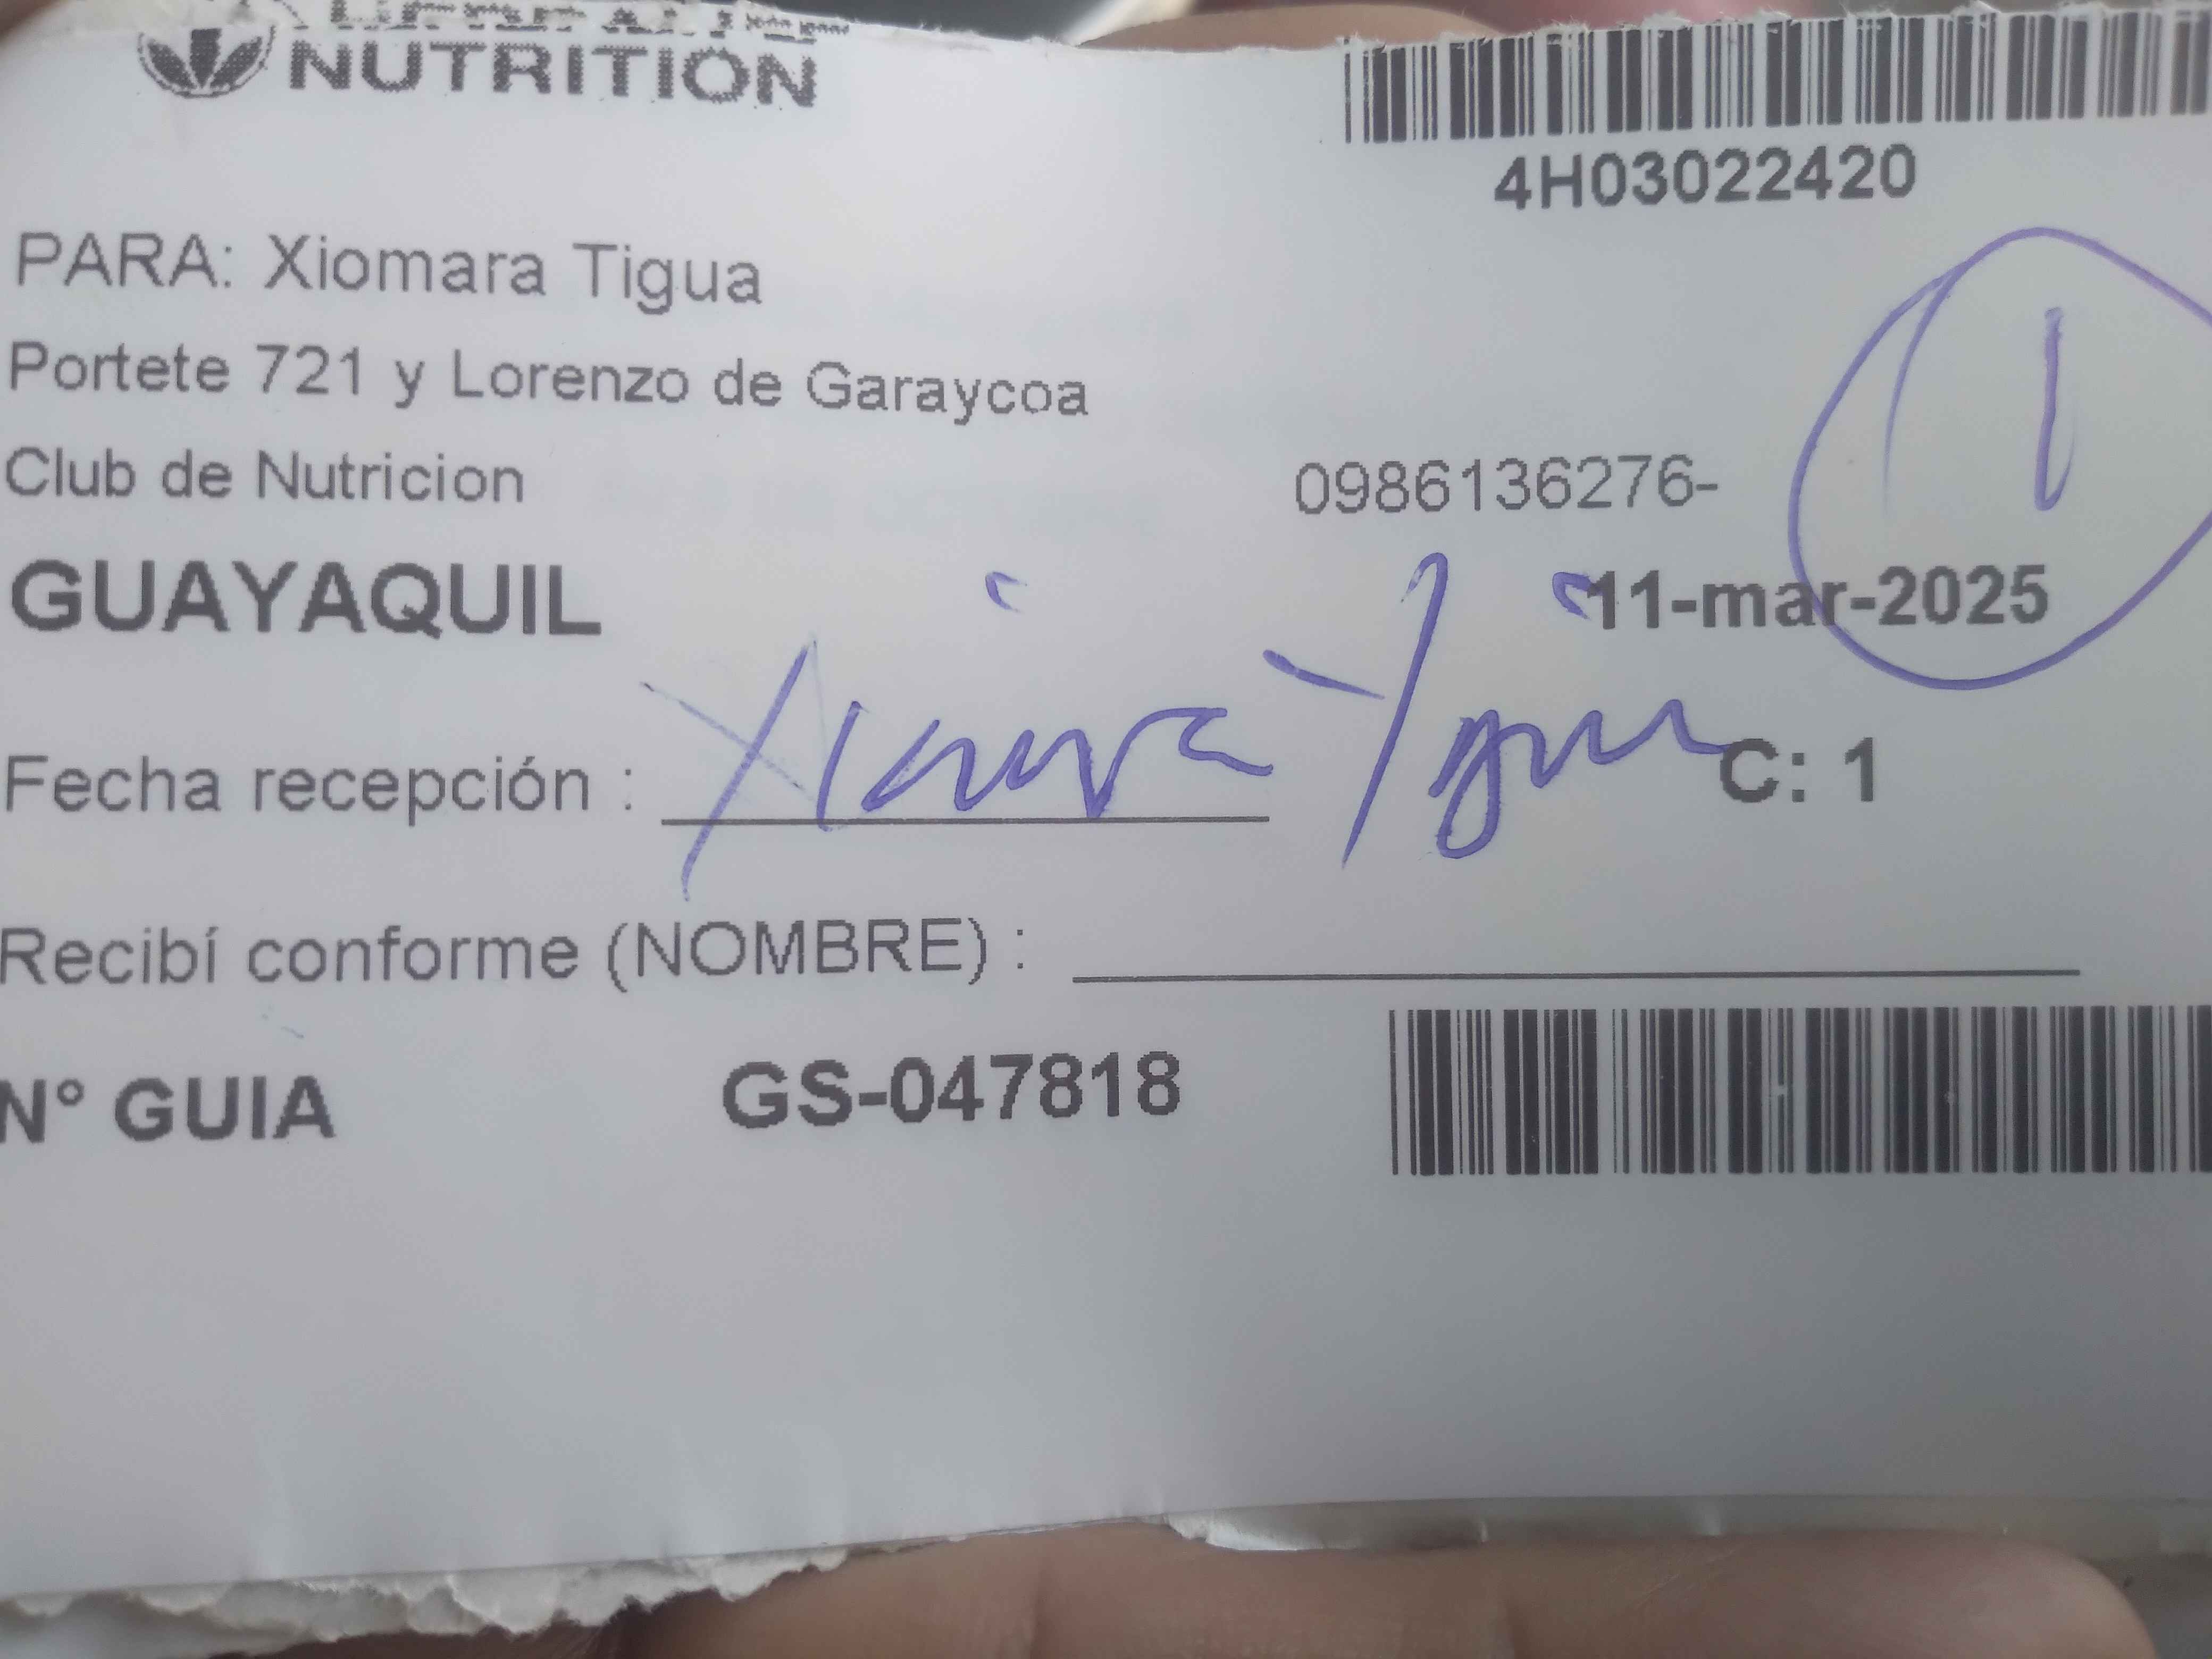 NUTRITION
4H03022420
PARA: Xiomara Tigua
Portete 721 y Lorenzo de Garaycoa
Club de Nutricion 0986136276-
1
GUAYAQUIL 11-mar-2025
Fecha recepción : C: 1
Recibí conforme (NOMBRE) :
N° GUIA GS-047818